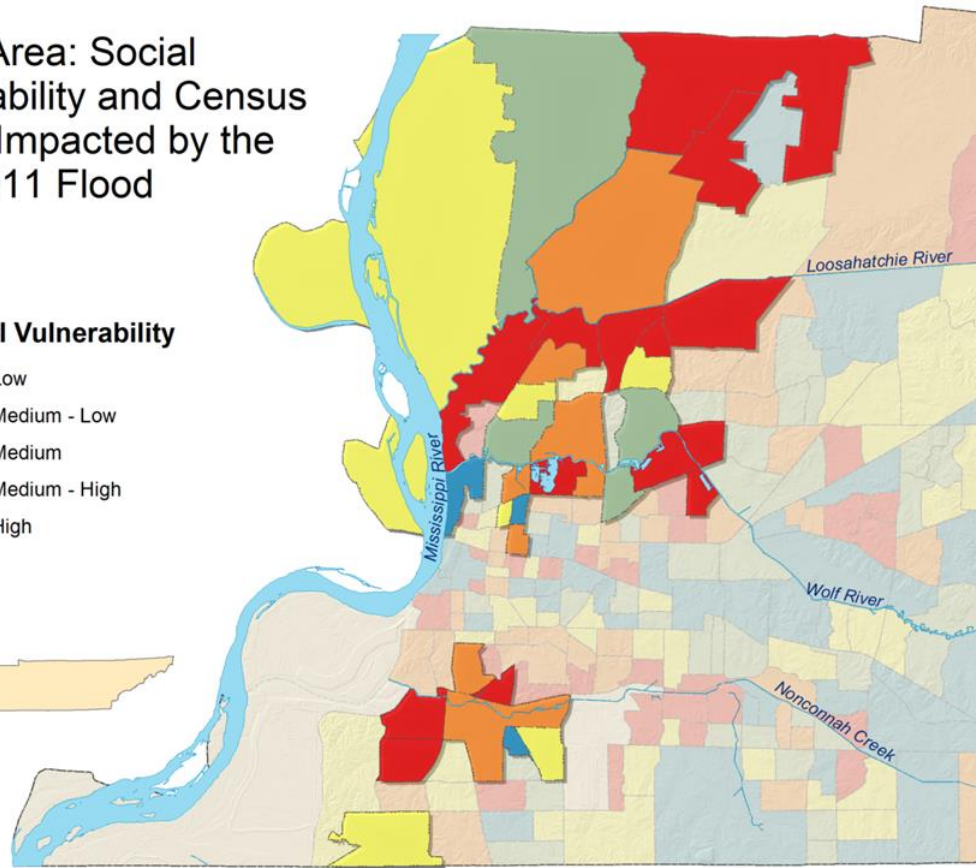 Area: Social
ability and Census
Impacted by the
11 Flood
l Vulnerability
Low
Medium - Low
Medium
Medium - High
High
Loosahatchie River
Mississippi River
Wolf River
Nonconnah Creek